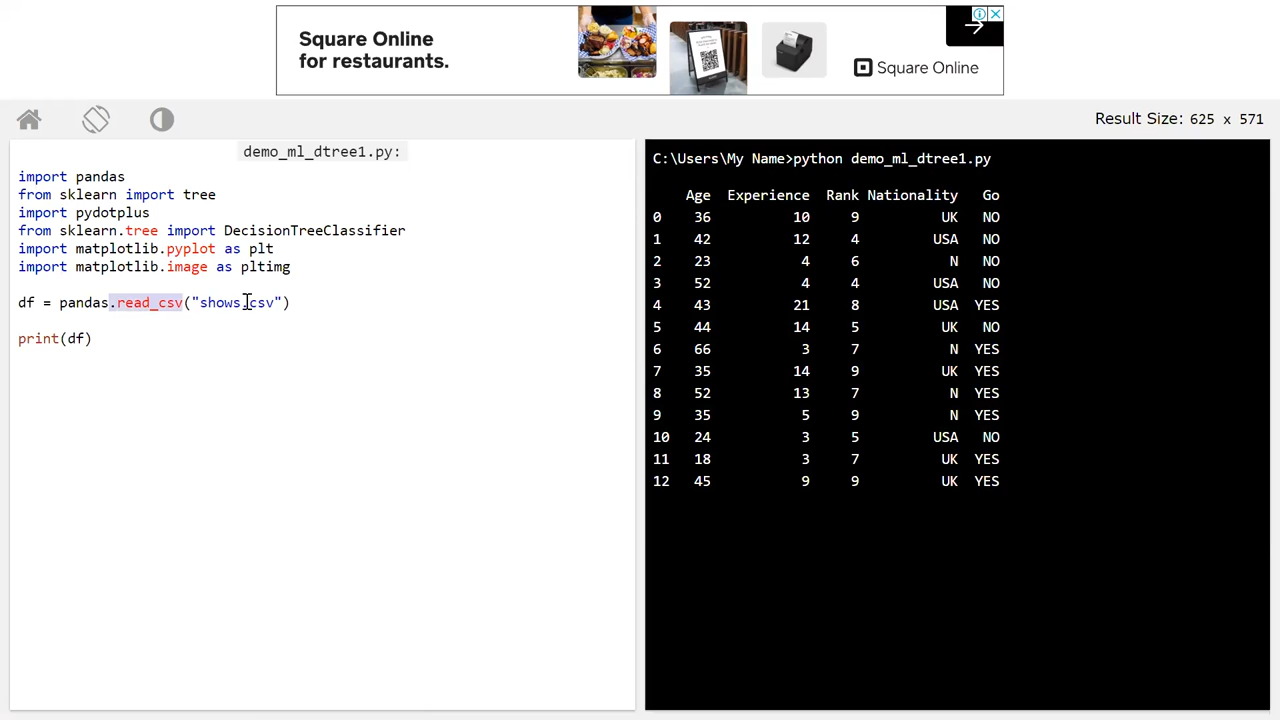 Square Online
for restaurants.
Square Online
Result Size: 625 x 571
demo_ml_dtree1.py:
import pandas
from sklearn import tree
import pydotplus
from sklearn.tree import DecisionTreeClassifier
import matplotlib.pyplot as plt
import matplotlib.image as pltimg
df = pandas.read_csv("shows.csv")
print(df)
C:\Users\My Name>python demo_ml_dtree1.py
Age Experience Rank Nationality Go
0 36 10 9 UK NO
1 42 12 4 USA NO
2 23 4 6 N NO
3 52 4 4 USA NO
4 43 21 8 USA YES
5 44 14 5 UK NO
6 66 3 7 N YES
7 35 14 9 UK YES
8 52 13 7 N YES
9 35 5 9 N YES
10 24 3 5 USA NO
11 18 3 7 UK YES
12 45 9 9 UK YES